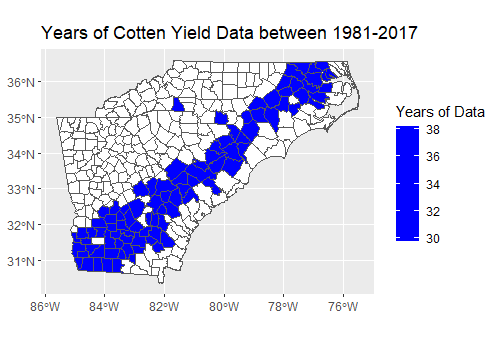 Years of Cotten Yield Data between 1981-2017
36°N
35°N
34°N
33°N
32°N
31°N
86°W
84°W
82°W
80°W
78°W
76°W
Years of Data
38
36
34
32
30